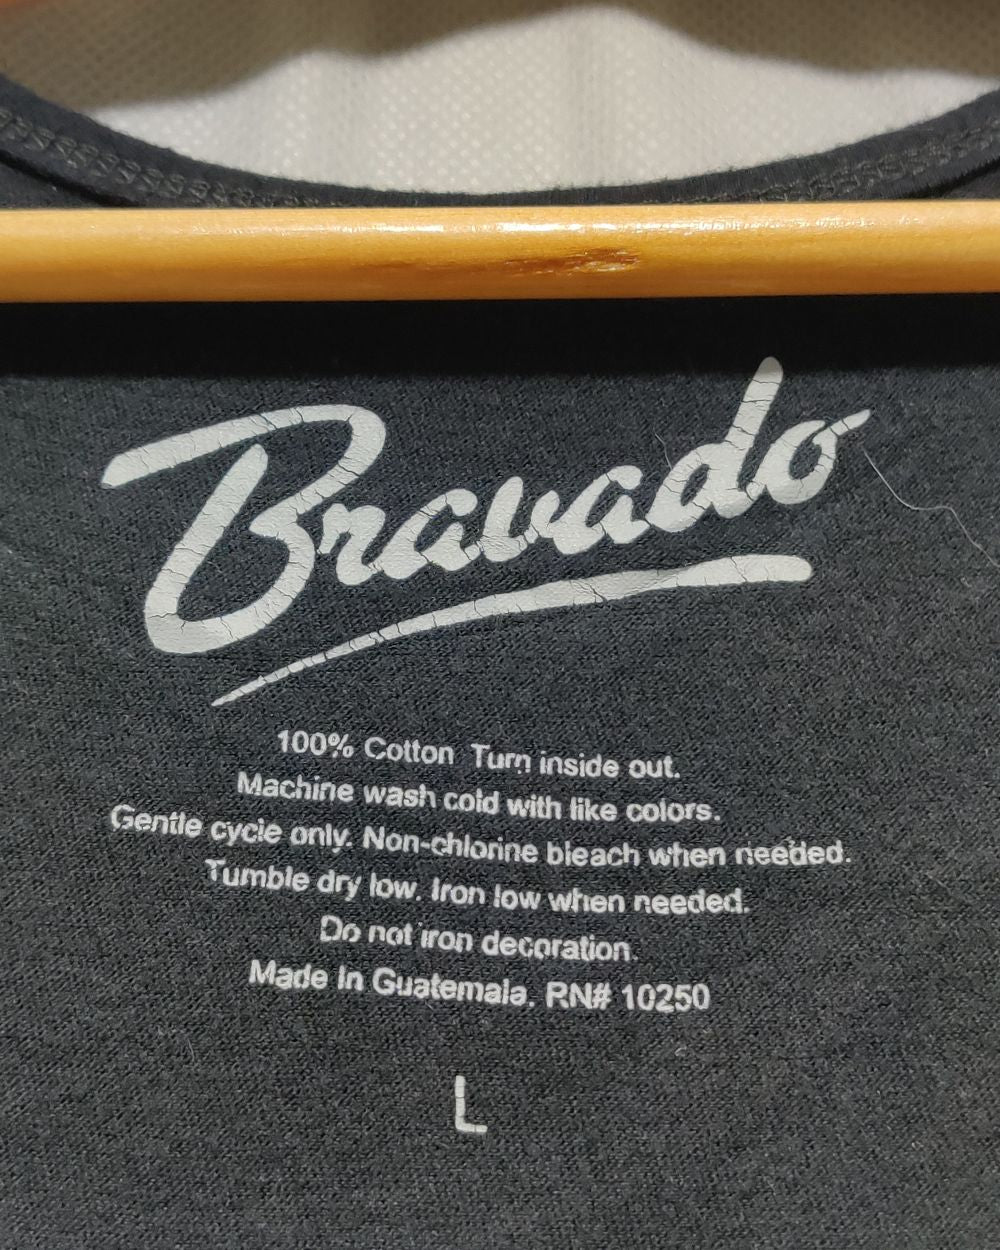 Bravado
100% Cotton Turn inside out.
Machine wash cold with like colors.
Gentle cycle only. Non-chlorine bleach when needed.
Tumble dry low. Iron low when needed.
Do not iron decoration.
Made In Guatemala. RN# 10250
L